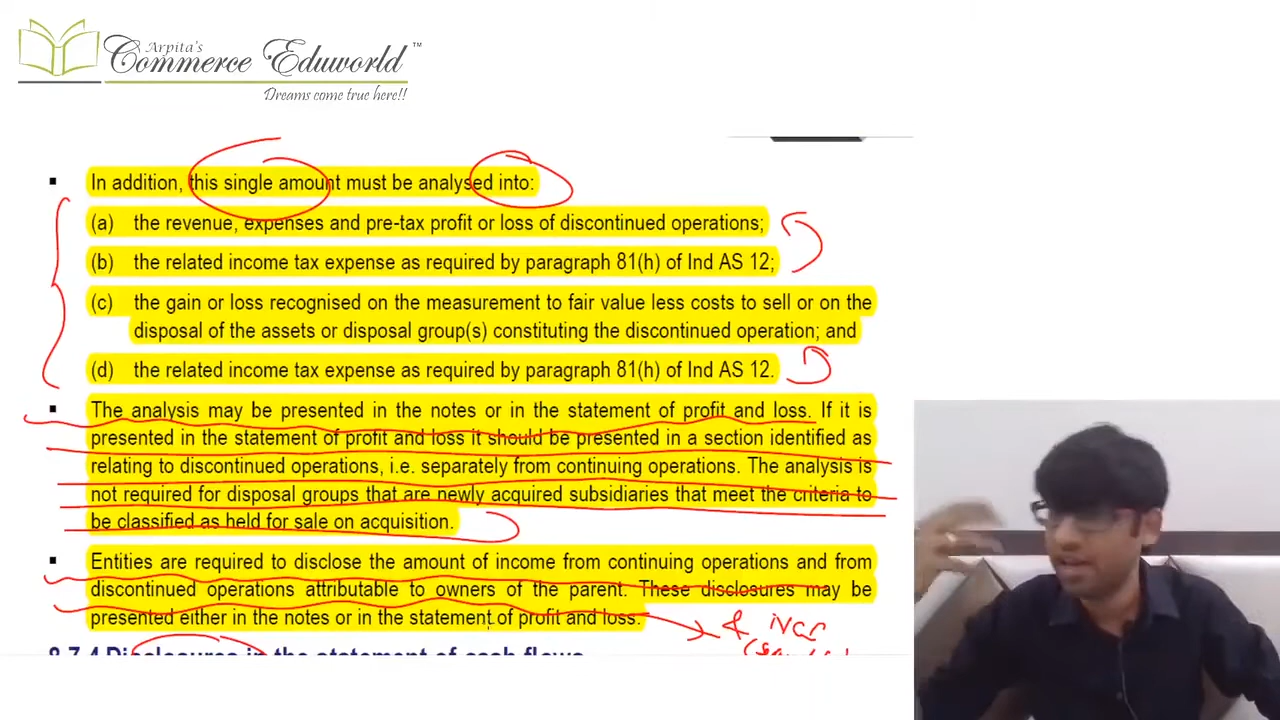 Arpita's
Commerce Eduworld™
Dreams come true here!!
▪ In addition, this single amount must be analysed into:
(a) the revenue, expenses and pre-tax profit or loss of discontinued operations;
(b) the related income tax expense as required by paragraph 81(h) of Ind AS 12;
(c) the gain or loss recognised on the measurement to fair value less costs to sell or on the
disposal of the assets or disposal group(s) constituting the discontinued operation; and
(d) the related income tax expense as required by paragraph 81(h) of Ind AS 12.
▪ The analysis may be presented in the notes or in the statement of profit and loss. If it is
presented in the statement of profit and loss it should be presented in a section identified as
relating to discontinued operations, i.e. separately from continuing operations. The analysis is
not required for disposal groups that are newly acquired subsidiaries that meet the criteria to
be classified as held for sale on acquisition.
▪ Entities are required to disclose the amount of income from continuing operations and from
discontinued operations attributable to owners of the parent. These disclosures may be
presented either in the notes or in the statement of profit and loss.
&
8.7.4 Disclosures in the statement of cash flows